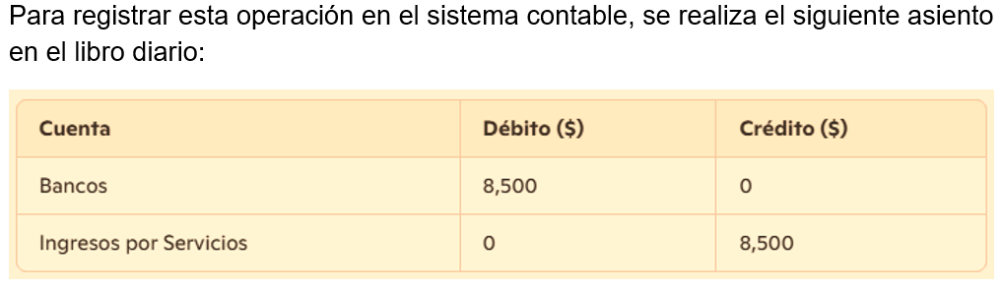 Para registrar esta operación en el sistema contable, se realiza el siguiente asiento
en el libro diario:
Cuenta Débito ($) Crédito ($)
Bancos 8,500 0
Ingresos por Servicios 0 8,500